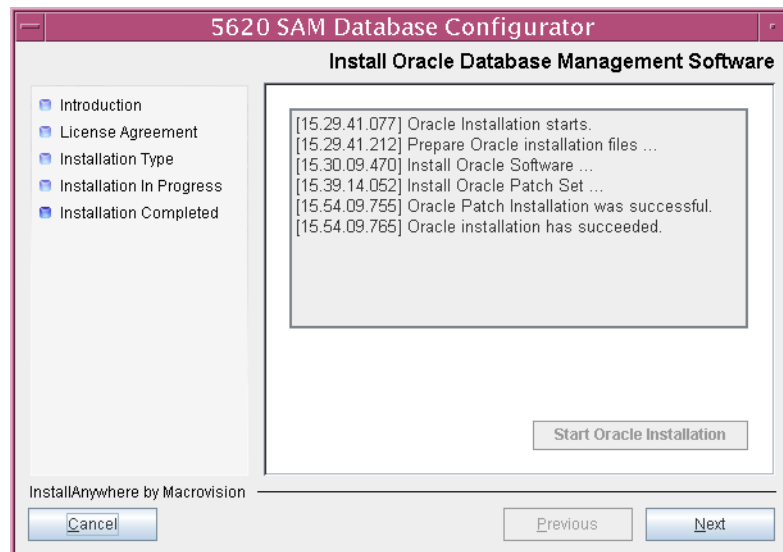 5620 SAM Database Configurator
Install Oracle Database Management Software
Introduction
License Agreement
Installation Type
Installation In Progress
Installation Completed
[15.29.41.077] Oracle Installation starts.
[15.29.41.212] Prepare Oracle installation files ...
[15.30.09.470] Install Oracle Software ...
[15.39.14.052] Install Oracle Patch Set ...
[15.54.09.755] Oracle Patch Installation was successful.
[15.54.09.765] Oracle installation has succeeded.
Start Oracle Installation
InstallAnywhere by Macrovision
Cancel
Previous
Next